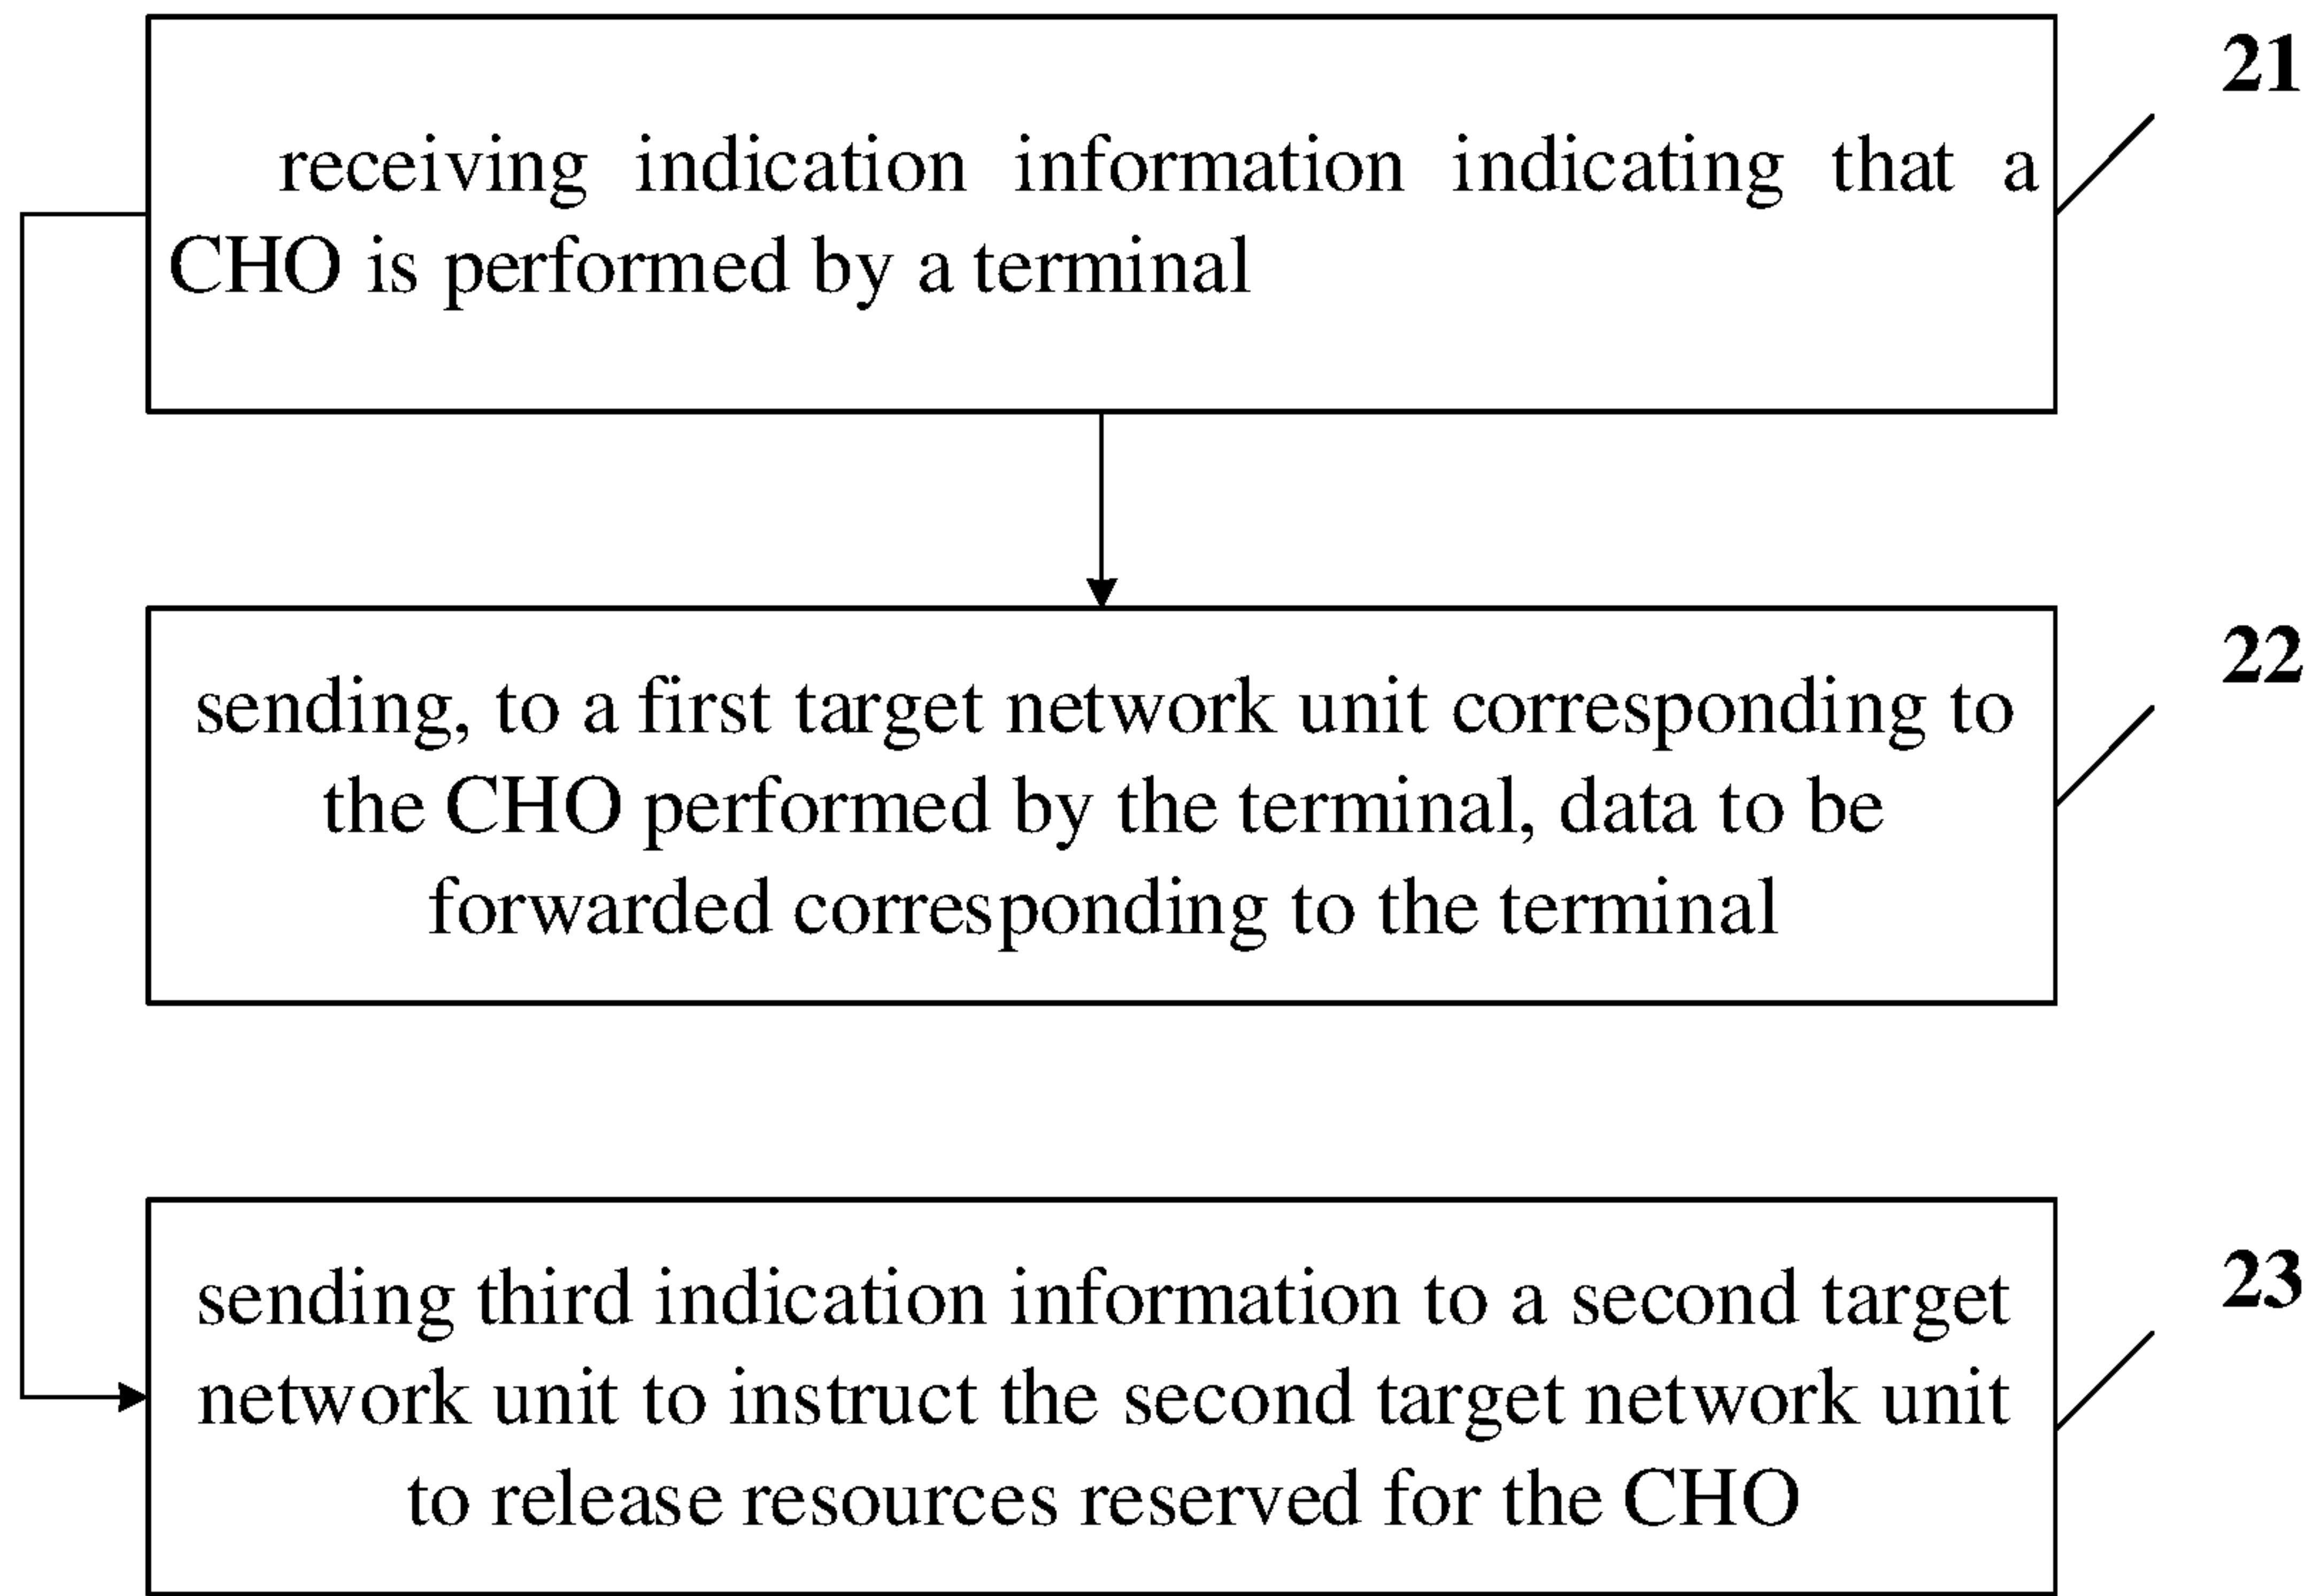 21
receiving indication information indicating that a
CHO is performed by a terminal
22
sending, to a first target network unit corresponding to
the CHO performed by the terminal, data to be
forwarded corresponding to the terminal
23
sending third indication information to a second target
network unit to instruct the second target network unit
to release resources reserved for the CHO